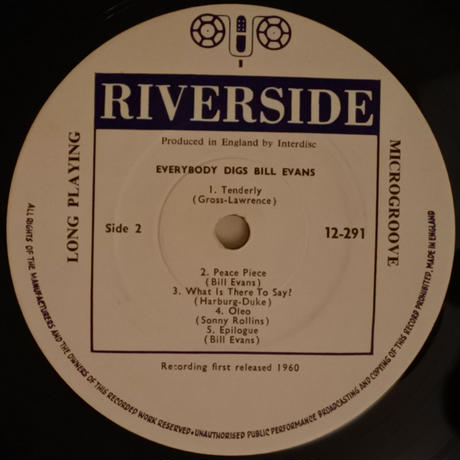 RIVERSIDE
Produced in England by Interdisc
EVERYBODY DIGS BILL EVANS
1. Tenderly
(Gross-Lawrence)
Side 2
12-291
2. Peace Piece
(Bill Evans)
3. What Is There To Say?
(Harburg-Duke)
4. Oleo
(Sonny Rollins)
5. Epilogue
(Bill Evans)
Recording first released 1960
LONG PLAYING
MICROGROOVE
ALL RIGHTS OF THE MANUFACTURERS AND THE OWNERS OF THIS RECORDED WORK RESERVED•UNAUTHORISED PUBLIC PERFORMANCE BROADCASTING AND COPYING OF THIS RECORD PROHIBITED, MADE IN ENGLAND